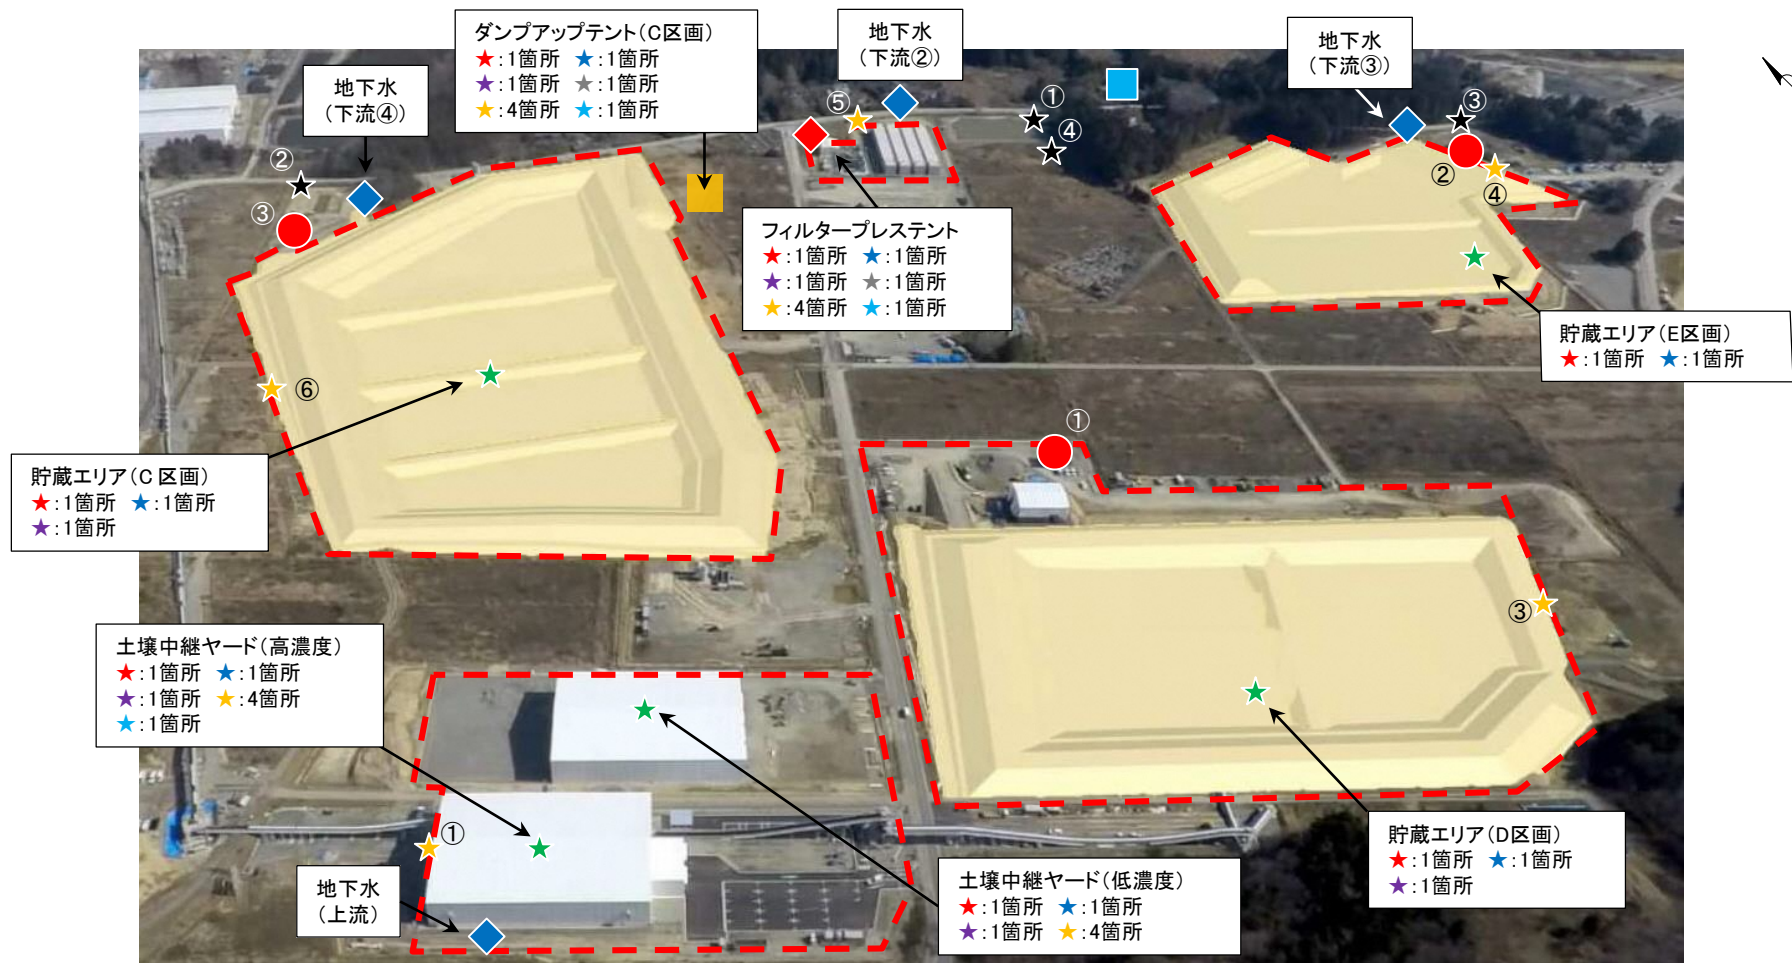 ダンプアップテント(C区画)
★:1箇所 ★:1箇所
★:1箇所 ★:1箇所
★:4箇所 ★:1箇所
地下水
(下流②)
地下水
(下流③)
地下水
(下流④)
⑤
①
④
③
②
④
②
③
フィルタープレステント
★:1箇所 ★:1箇所
★:1箇所 ★:1箇所
★:4箇所 ★:1箇所
貯蔵エリア(E区画)
★:1箇所 ★:1箇所
⑥
①
貯蔵エリア(C区画)
★:1箇所 ★:1箇所
★:1箇所
③
土壌中継ヤード(高濃度)
★:1箇所 ★:1箇所
★:1箇所 ★:4箇所
★:1箇所
①
地下水
(上流)
土壌中継ヤード(低濃度)
★:1箇所 ★:1箇所
★:1箇所 ★:4箇所
貯蔵エリア(D区画)
★:1箇所 ★:1箇所
★:1箇所